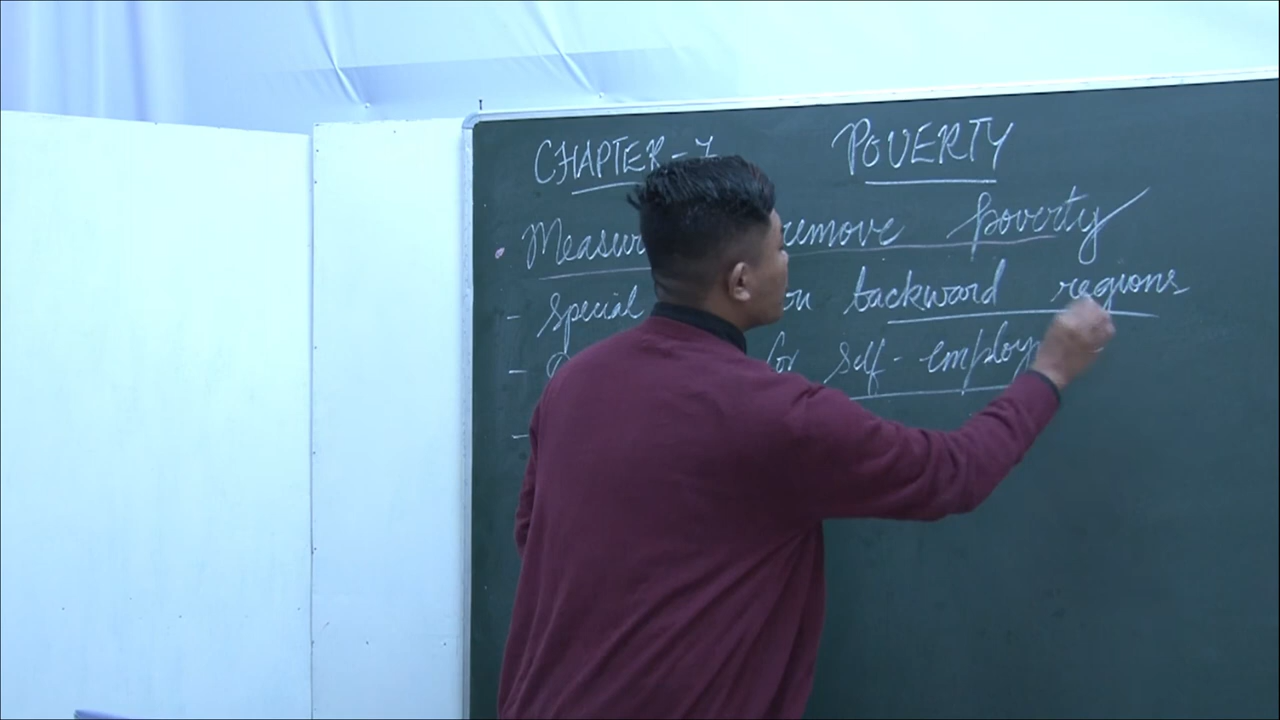 CHAPTER-7 POVERTY
Measur remove poverty
- Special on backward regions
- for self-employ
-